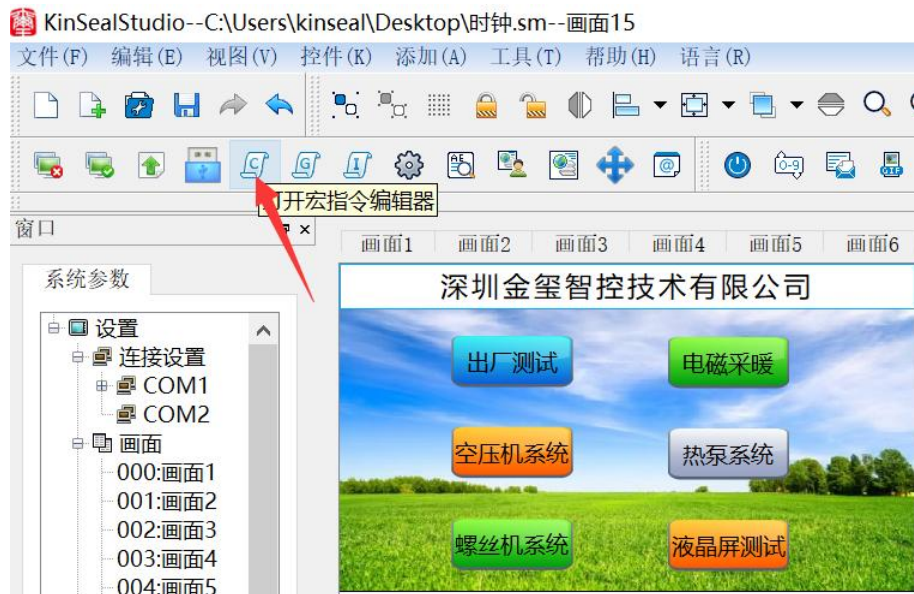 KinSealStudio--C:\Users\kinseal\Desktop\时钟.sm--画面15
文件(F) 编辑(E) 视图(V) 控件(K) 添加(A) 工具(T) 帮助(H) 语言(R)
C G I AE @ 0-9 GIF
打开宏指令编辑器
窗口
画面1 画面2 画面3 画面4 画面5 画面6
系统参数
深圳金玺智控技术有限公司
设置
连接设置
COM1
COM2
画面
000:画面1
001:画面2
002:画面3
003:画面4
004:画面5
出厂测试 电磁采暖
空压机系统 热泵系统
螺丝机系统 液晶屏测试